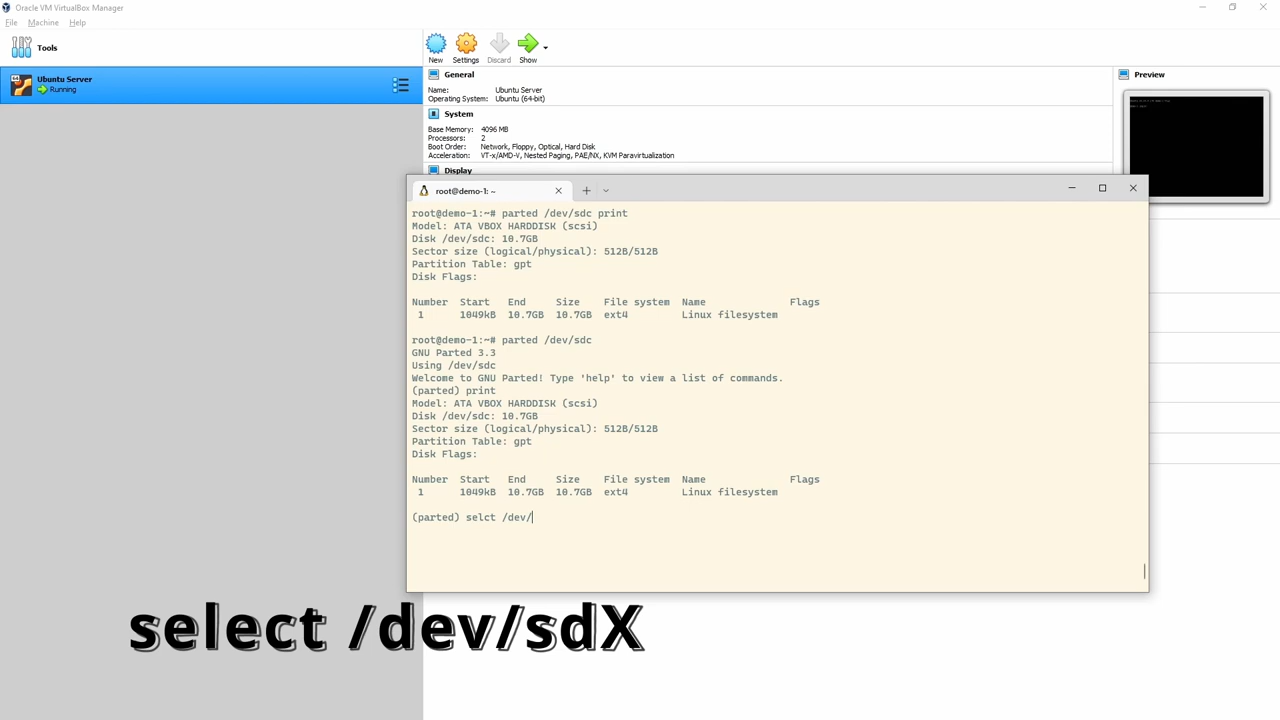 Oracle VM VirtualBox Manager
File Machine Help
Tools
Ubuntu Server
Running
New Settings Discard Show
General
Name: Ubuntu Server
Operating System: Ubuntu (64-bit)
System
Base Memory: 4096 MB
Processors: 2
Boot Order: Network, Floppy, Optical, Hard Disk
Acceleration: VT-x/AMD-V, Nested Paging, PAE/NX, KVM Paravirtualization
Display
Preview
root@demo-1: ~
root@demo-1:~# parted /dev/sdc print
Model: ATA VBOX HARDDISK (scsi)
Disk /dev/sdc: 10.7GB
Sector size (logical/physical): 512B/512B
Partition Table: gpt
Disk Flags:
Number Start End Size File system Name Flags
1 1049kB 10.7GB 10.7GB ext4 Linux filesystem
root@demo-1:~# parted /dev/sdc
GNU Parted 3.3
Using /dev/sdc
Welcome to GNU Parted! Type 'help' to view a list of commands.
(parted) print
Model: ATA VBOX HARDDISK (scsi)
Disk /dev/sdc: 10.7GB
Sector size (logical/physical): 512B/512B
Partition Table: gpt
Disk Flags:
Number Start End Size File system Name Flags
1 1049kB 10.7GB 10.7GB ext4 Linux filesystem
(parted) selct /dev/
select /dev/sdX